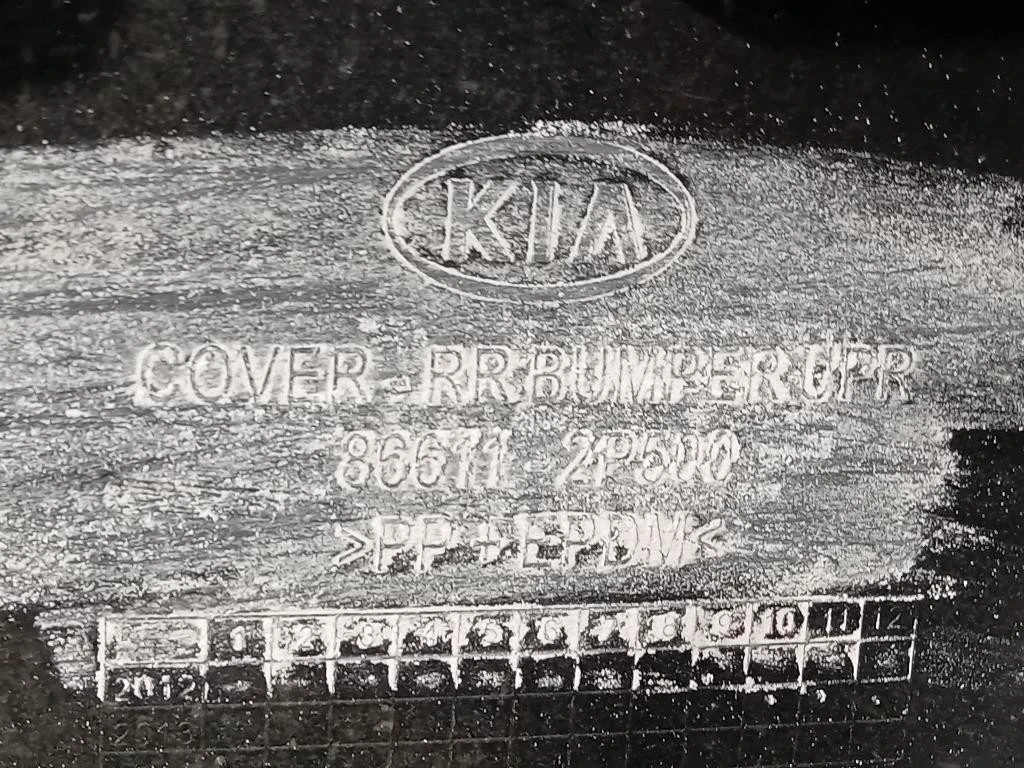 KIA
COVER-RR BUMPER UPR
86611-2P500
>PP+EPDM<
1 2 3 4 5 6 7 8 9 10 11 12
2012
2013